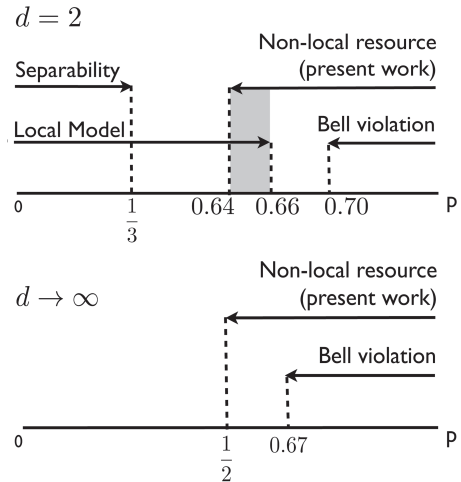 d = 2
Non-local resource
(present work)
Separability
Bell violation
Local Model
0
1
3
0.64
0.66
0.70
P
Non-local resource
(present work)
d → ∞
Bell violation
0
1
2
0.67
P